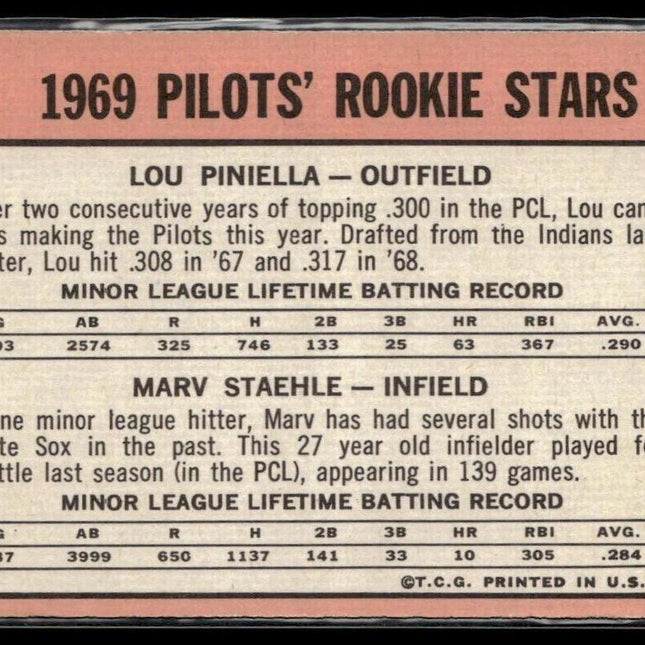 1969 PILOTS' ROOKIE STARS
LOU PINIELLA — OUTFIELD
two consecutive years of topping .300 in the PCL, Lou
making the Pilots this year. Drafted from the Indians
Lou hit .308 in '67 and .317 in '68.
MINOR LEAGUE LIFETIME BATTING RECORD
AB R H 2B 3B HR RBI AVG.
2574 325 746 133 25 63 367 .290
MARV STAEHLE — INFIELD
minor league hitter, Marv has had several shots with
Sox in the past. This 27 year old infielder played
last season (in the PCL), appearing in 139 games.
MINOR LEAGUE LIFETIME BATTING RECORD
AB R H 2B 3B HR RBI AVG.
3999 650 1137 141 33 10 305 .284
©T.C.G. PRINTED IN U.S.